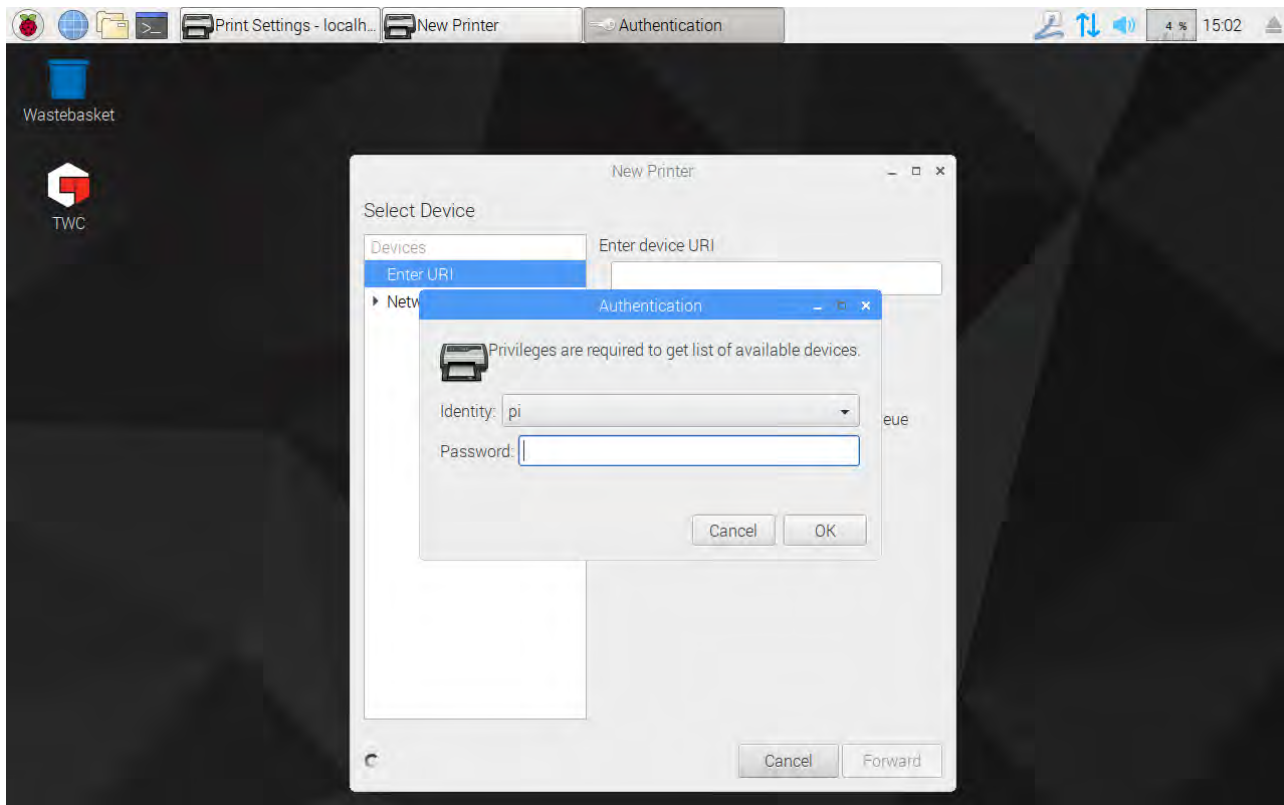 Print Settings - localh...
New Printer
Authentication
4 %
15:02
Wastebasket
TWC
New Printer
Select Device
Devices
Enter URI
Netw
Enter device URI
Authentication
Privileges are required to get list of available devices.
Identity: pi
eue
Password:
Cancel OK
Cancel Forward